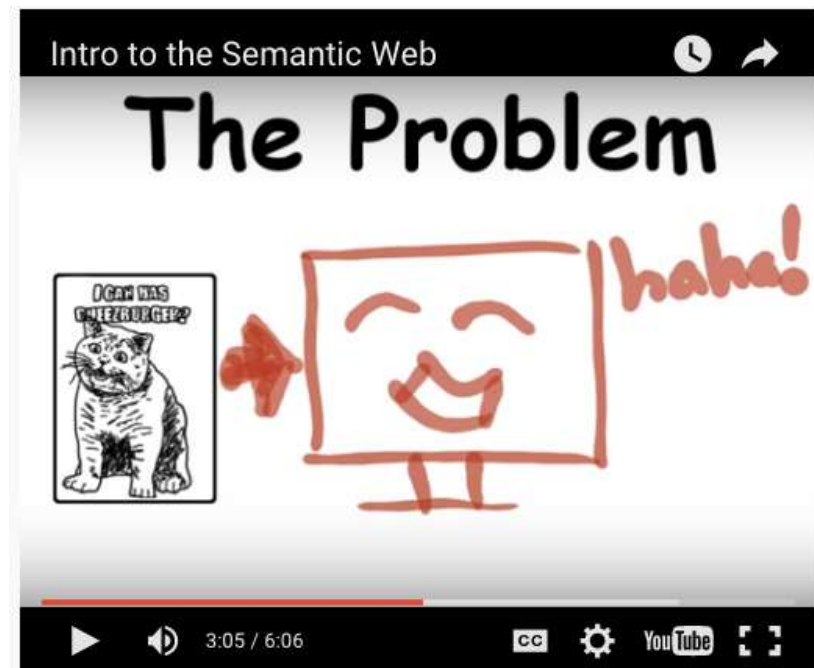 Intro to the Semantic Web
The Problem
I CAN HAS
CHEEZBURGER?
haha!
3:05 / 6:06
CC
YouTube